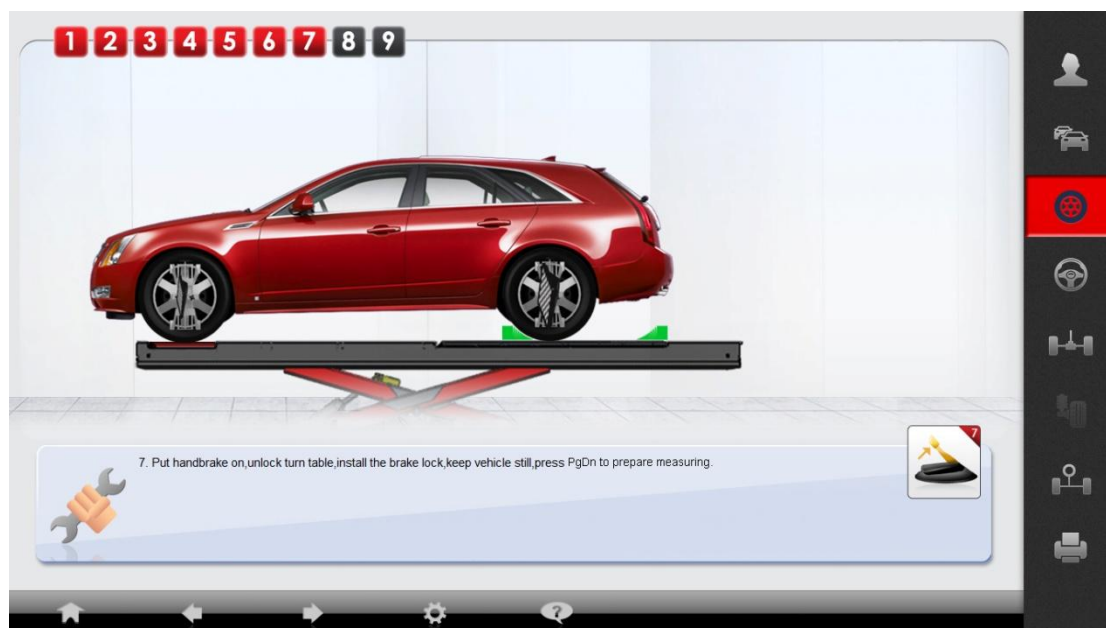 1 2 3 4 5 6 7 8 9
7. Put handbrake on,unlock turn table,install the brake lock,keep vehicle still,press PgDn to prepare measuring.
7